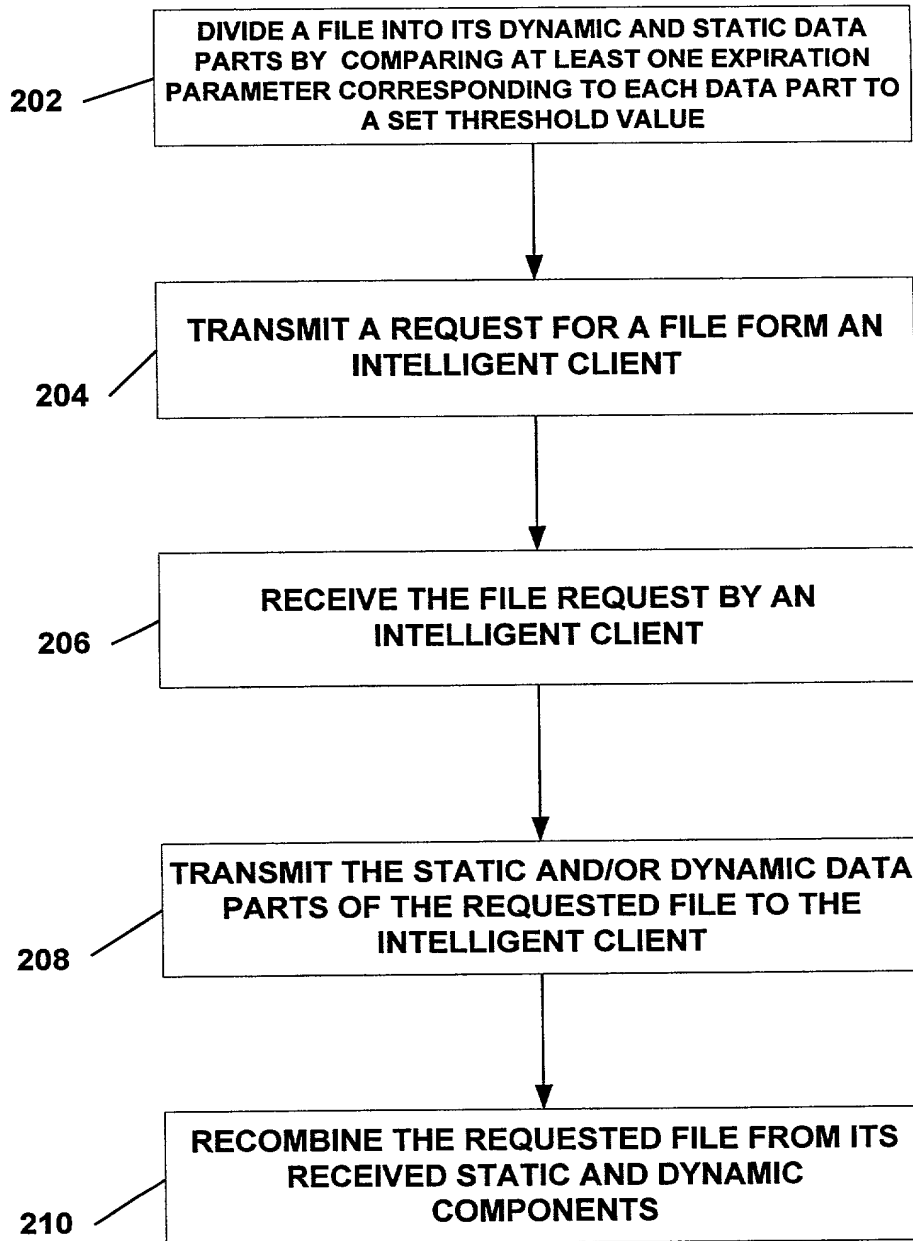 DIVIDE A FILE INTO ITS DYNAMIC AND STATIC DATA
PARTS BY COMPARING AT LEAST ONE EXPIRATION
PARAMETER CORRESPONDING TO EACH DATA PART TO
A SET THRESHOLD VALUE
202
TRANSMIT A REQUEST FOR A FILE FORM AN
INTELLIGENT CLIENT
204
RECEIVE THE FILE REQUEST BY AN
INTELLIGENT CLIENT
206
TRANSMIT THE STATIC AND/OR DYNAMIC DATA
PARTS OF THE REQUESTED FILE TO THE
INTELLIGENT CLIENT
208
RECOMBINE THE REQUESTED FILE FROM ITS
RECEIVED STATIC AND DYNAMIC
COMPONENTS
210